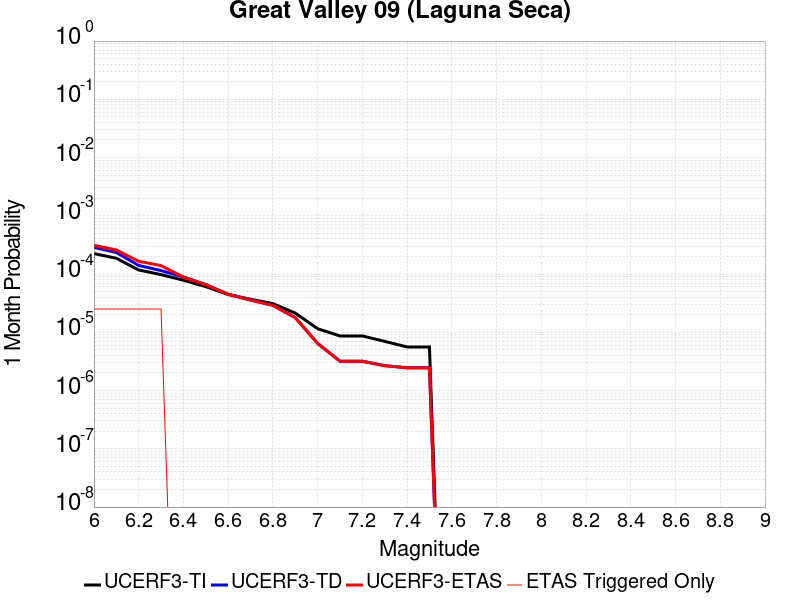 Great Valley 09 (Laguna Seca)
10^0
10^-1
10^-2
10^-3
10^-4
10^-5
10^-6
10^-7
10^-8
1 Month Probability
6 6.2 6.4 6.6 6.8 7 7.2 7.4 7.6 7.8 8 8.2 8.4 8.6 8.8 9
Magnitude
UCERF3-TI UCERF3-TD UCERF3-ETAS ETAS Triggered Only